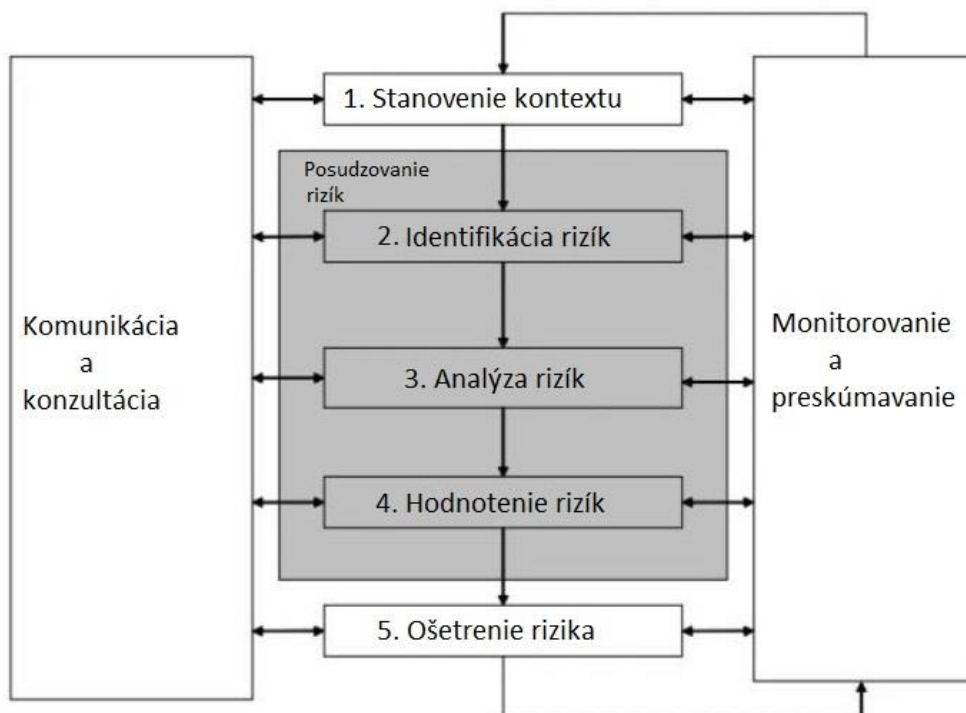 1. Stanovenie kontextu
Posudzovanie
rizík
2. Identifikácia rizík
3. Analýza rizík
4. Hodnotenie rizík
5. Ošetrenie rizika
Komunikácia
a
konzultácia
Monitorovanie
a
preskúmavanie